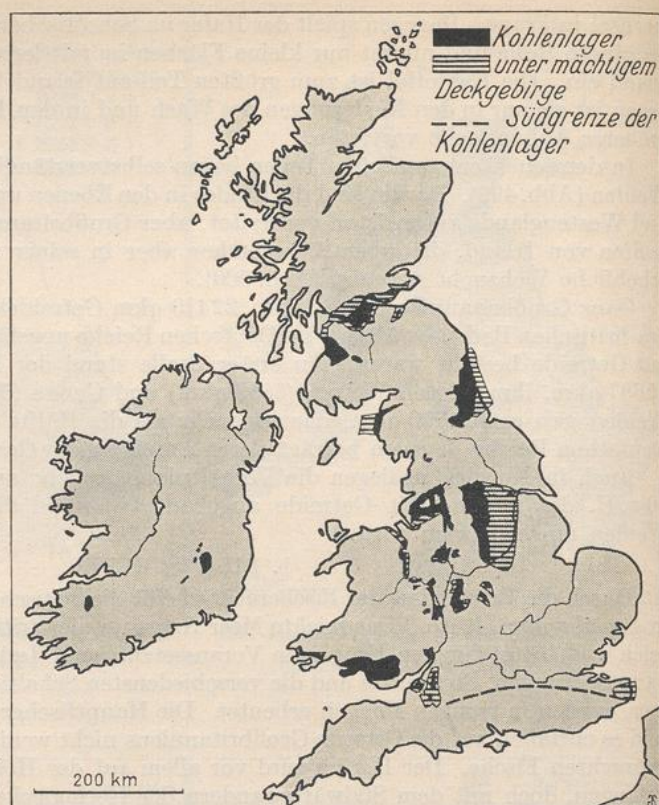 Kohlenlager
unter mächtigem
Deckgebirge
Südgrenze der
Kohlenlager
200 km